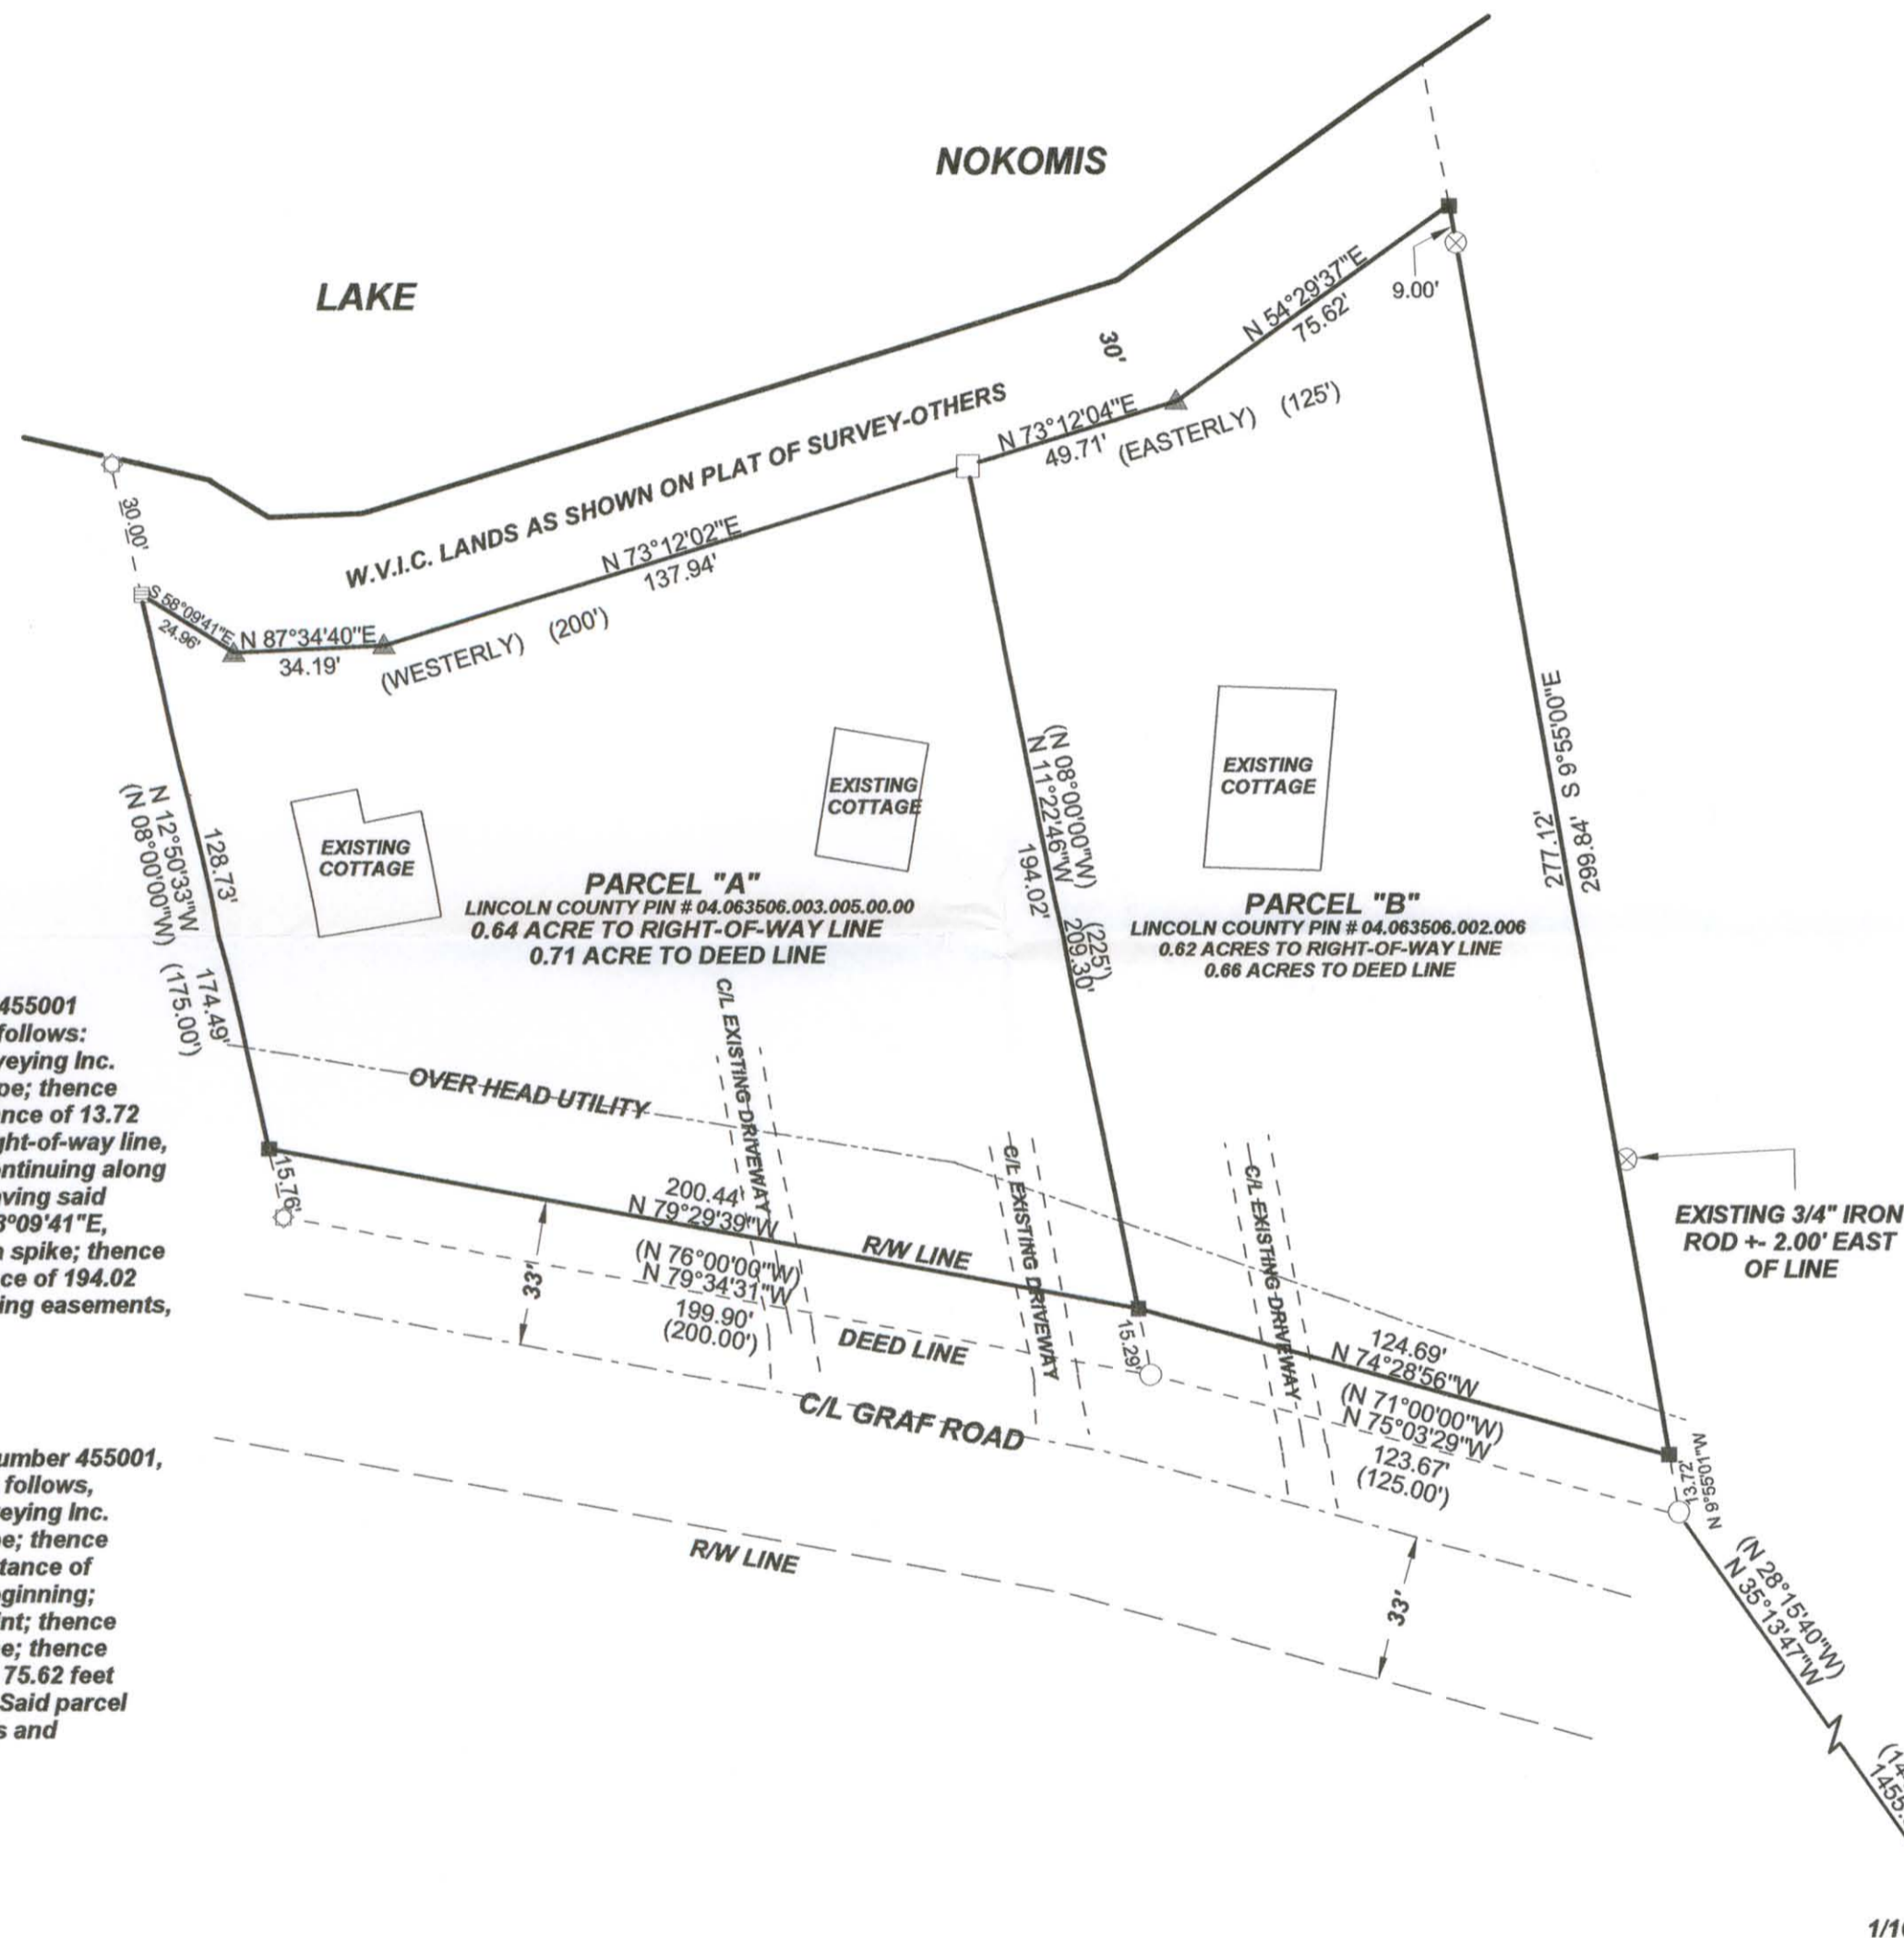 NOKOMIS
LAKE
30'
N 54°29'37"E
75.62'
9.00'
W.V.I.C. LANDS AS SHOWN ON PLAT OF SURVEY-OTHERS
N 73°12'04"E
49.71'
(EASTERLY) (125')
30.00'
N 73°12'02"E
137.94'
S 58°09'41"E
24.96'
N 87°34'40"E
34.19'
(WESTERLY) (200')
128.73'
N 12°50'33"W 174.49'
(N 08°00'00"W) (175.00')
EXISTING
COTTAGE
EXISTING
COTTAGE
EXISTING
COTTAGE
(N 08°00'00"W) (225')
N 11°22'46"W 209.30'
194.02'
277.12'
299.84' S 9°55'00"E
PARCEL "A"
LINCOLN COUNTY PIN # 04.063506.003.005.00.00
0.64 ACRE TO RIGHT-OF-WAY LINE
0.71 ACRE TO DEED LINE
PARCEL "B"
LINCOLN COUNTY PIN # 04.063506.002.006
0.62 ACRES TO RIGHT-OF-WAY LINE
0.66 ACRES TO DEED LINE
455001
follows:
veying Inc.
pe; thence
nce of 13.72
ght-of-way line,
ontinuing along
aving said
8°09'41"E,
n spike; thence
ce of 194.02
ing easements,
OVER HEAD UTILITY
C/L EXISTING DRIVEWAY
C/L EXISTING DRIVEWAY
C/L EXISTING DRIVEWAY
15.76'
200.44'
N 79°29'39"W
R/W LINE
(N 76°00'00"W)
N 79°34'31"W
199.90'
(200.00')
33'
DEED LINE
15.29'
C/L GRAF ROAD
124.69'
N 74°28'56"W
(N 71°00'00"W)
N 75°03'29"W
123.67'
(125.00')
EXISTING 3/4" IRON
ROD +- 2.00' EAST
OF LINE
13.72'
N 9°55'01"W
R/W LINE
33'
(N 28°15'40"W)
N 35°13'47"W
(14
1455.
umber 455001,
follows,
eying Inc.
e; thence
tance of
ginning;
int; thence
e; thence
75.62 feet
Said parcel
s and